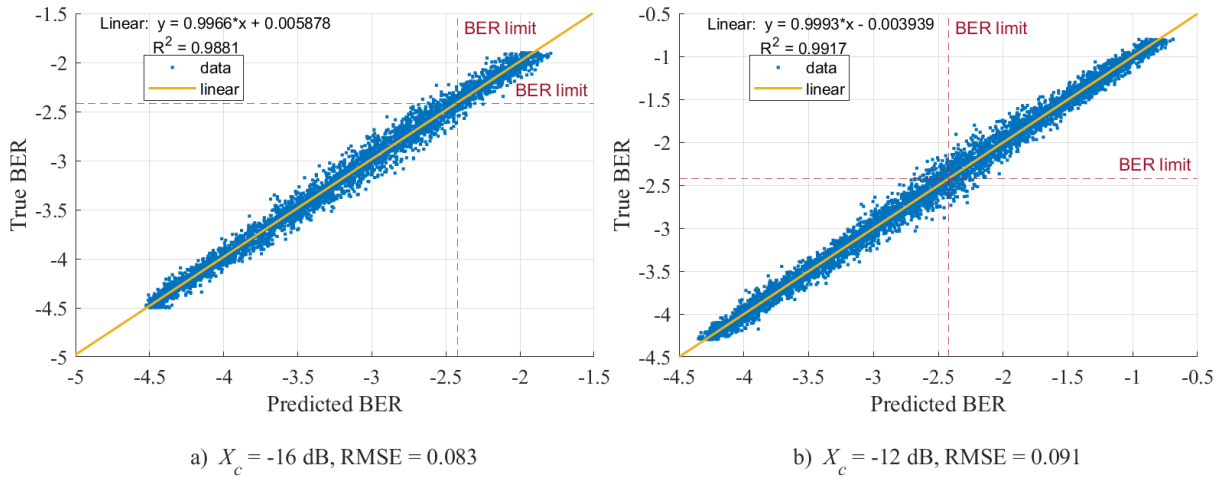 Linear: y = 0.9966*x + 0.005878
R² = 0.9881
data
linear
BER limit
BER limit
-1.5
-2
-2.5
-3
-3.5
-4
-4.5
-5
True BER
-5 -4.5 -4 -3.5 -3 -2.5 -2 -1.5
Predicted BER
a) X_c = -16 dB, RMSE = 0.083
Linear: y = 0.9993*x - 0.003939
R² = 0.9917
data
linear
BER limit
BER limit
-0.5
-1
-1.5
-2
-2.5
-3
-3.5
-4
-4.5
True BER
-4.5 -4 -3.5 -3 -2.5 -2 -1.5 -1 -0.5
Predicted BER
b) X_c = -12 dB, RMSE = 0.091